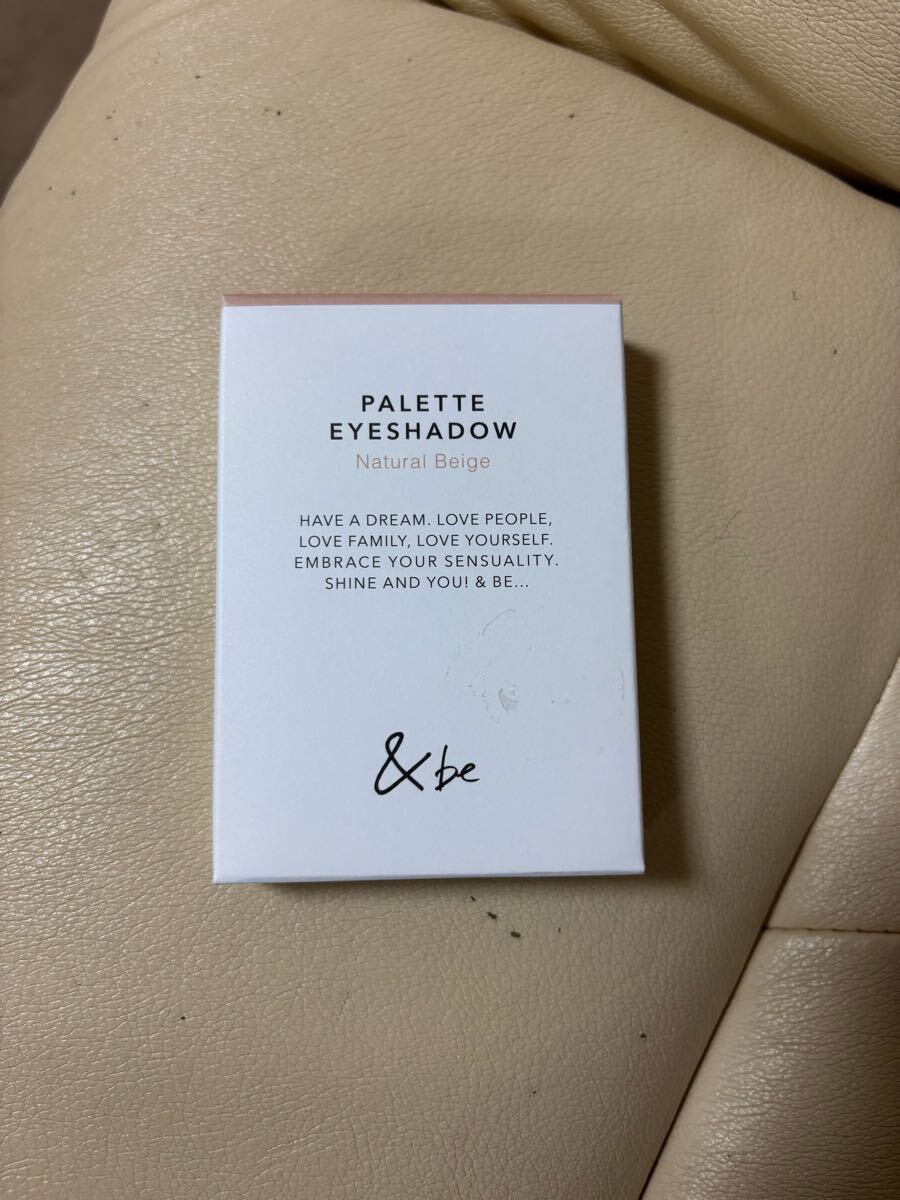 PALETTE
EYESHADOW
Natural Beige
HAVE A DREAM. LOVE PEOPLE,
LOVE FAMILY, LOVE YOURSELF.
EMBRACE YOUR SENSUALITY.
SHINE AND YOU! & BE...
&be